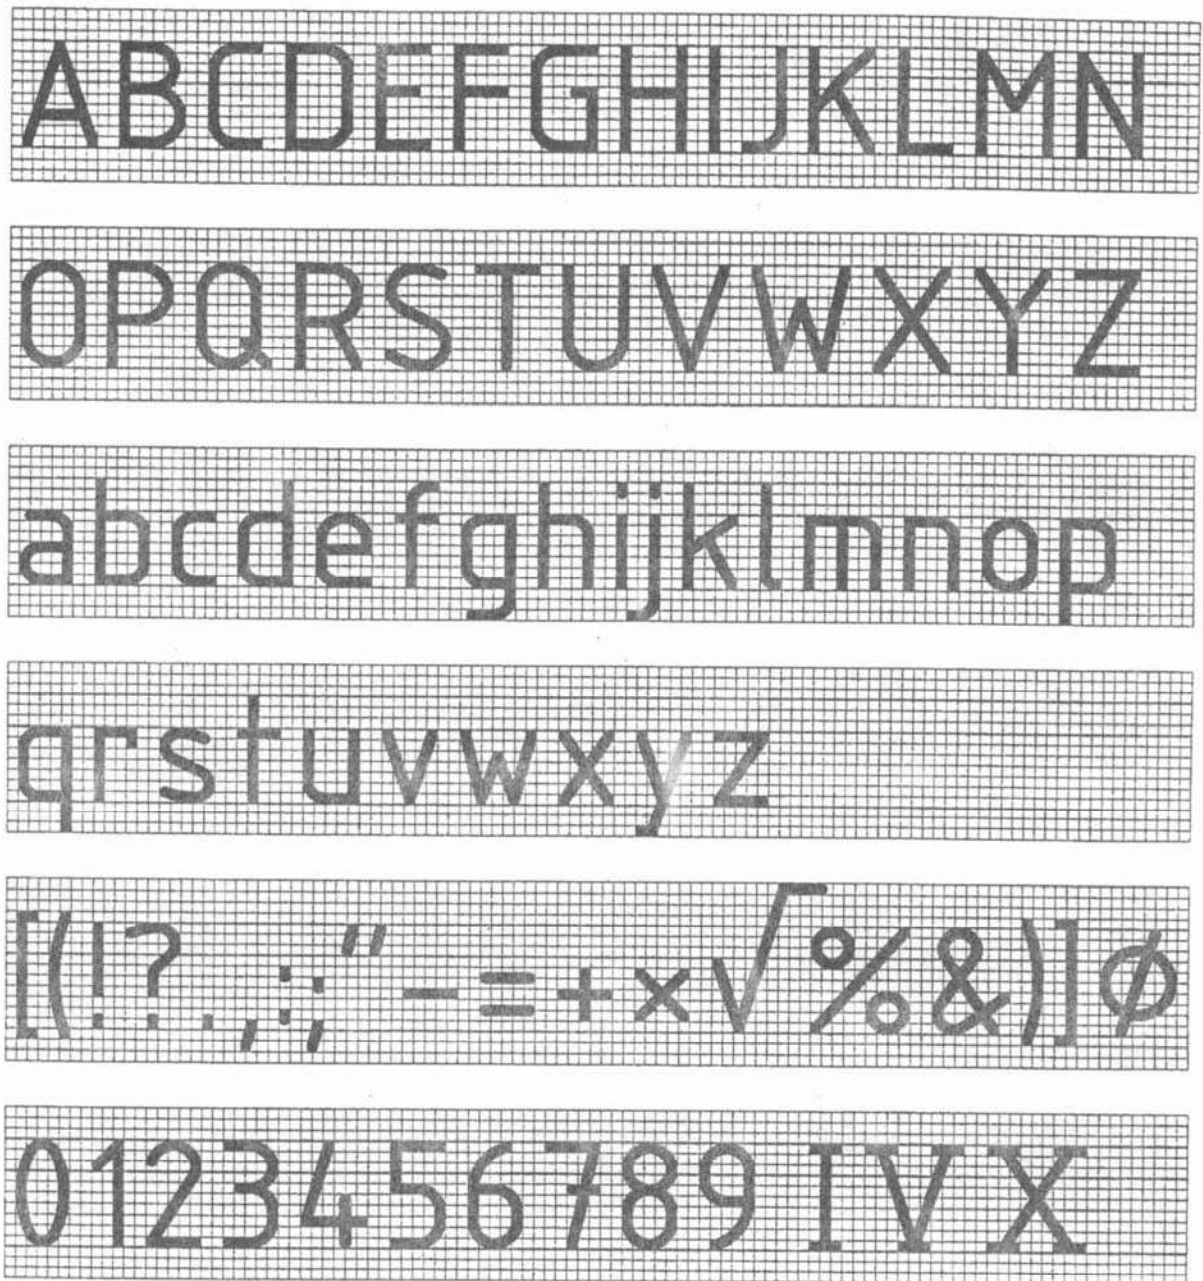 ABCDEFGHIJKLMN
OPQRSTUVWXYZ
abcdefghijklmnop
qrstuvwxyz
[(!?.,:;"-=+×√%&)]ø
0123456789 IVX